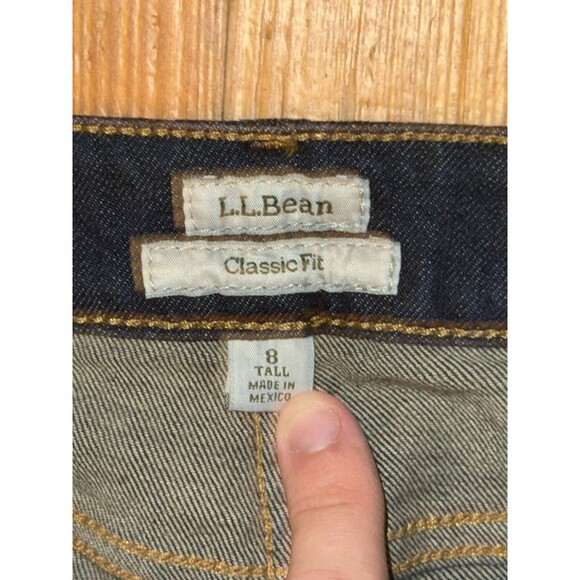 L.L.Bean
Classic Fit
8
TALL
MADE IN
MEXICO